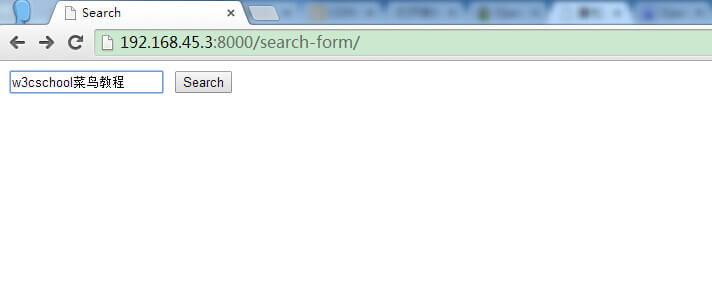 Search
192.168.45.3:8000/search-form/
w3cschool菜鸟教程 Search